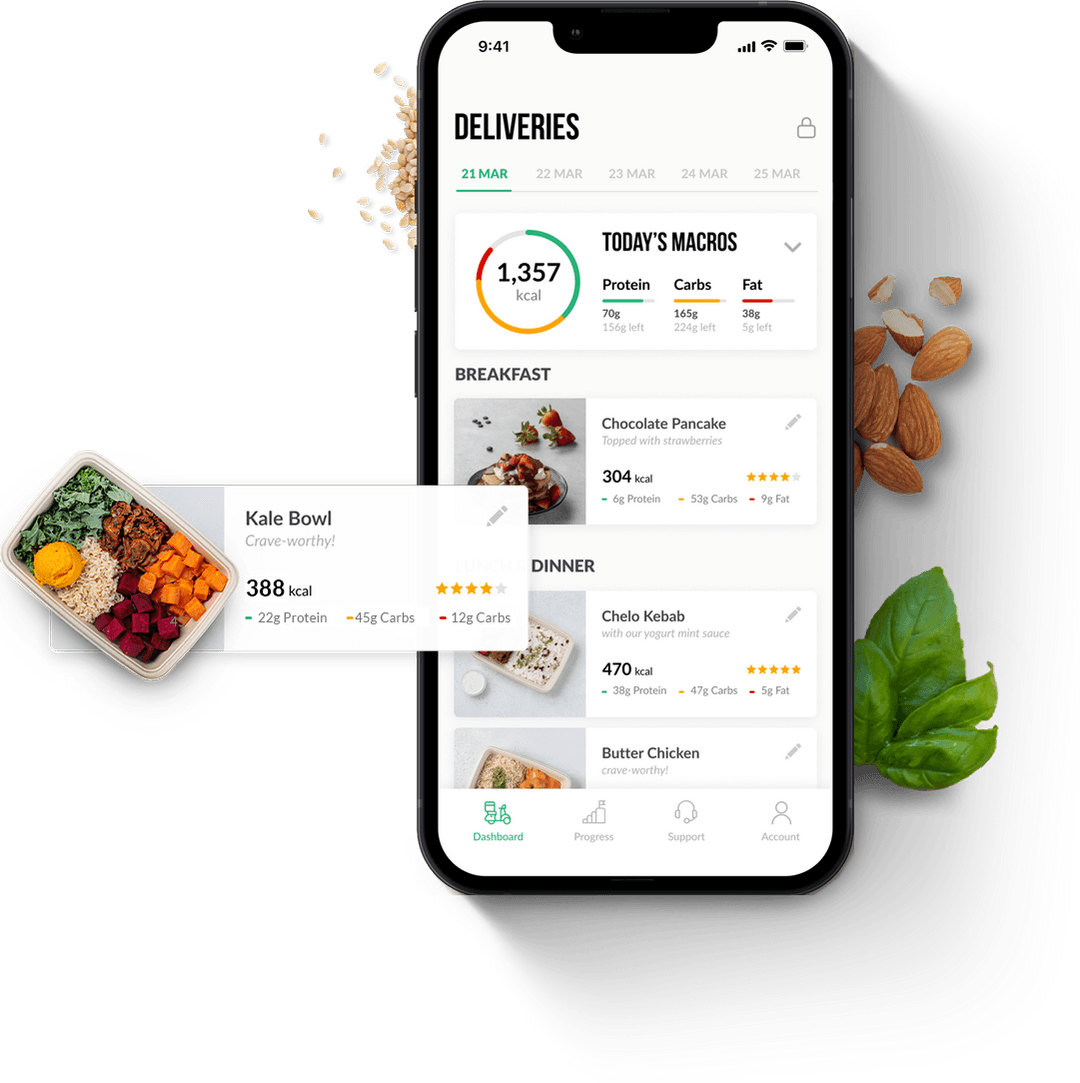 9:41
DELIVERIES
21 MAR 22 MAR 23 MAR 24 MAR 25 MAR
1,357
kcal
TODAY'S MACROS
Protein Carbs Fat
70g 165g 38g
156g left 224g left 5g left
BREAKFAST
Chocolate Pancake
Topped with strawberries
304 kcal
6g Protein 53g Carbs 9g Fat
Kale Bowl
Crave-worthy!
388 kcal
22g Protein 45g Carbs 12g Carbs
LUNCH & DINNER
Chelo Kebab
with our yogurt mint sauce
470 kcal
38g Protein 47g Carbs 5g Fat
Butter Chicken
crave-worthy!
Dashboard Progress Support Account